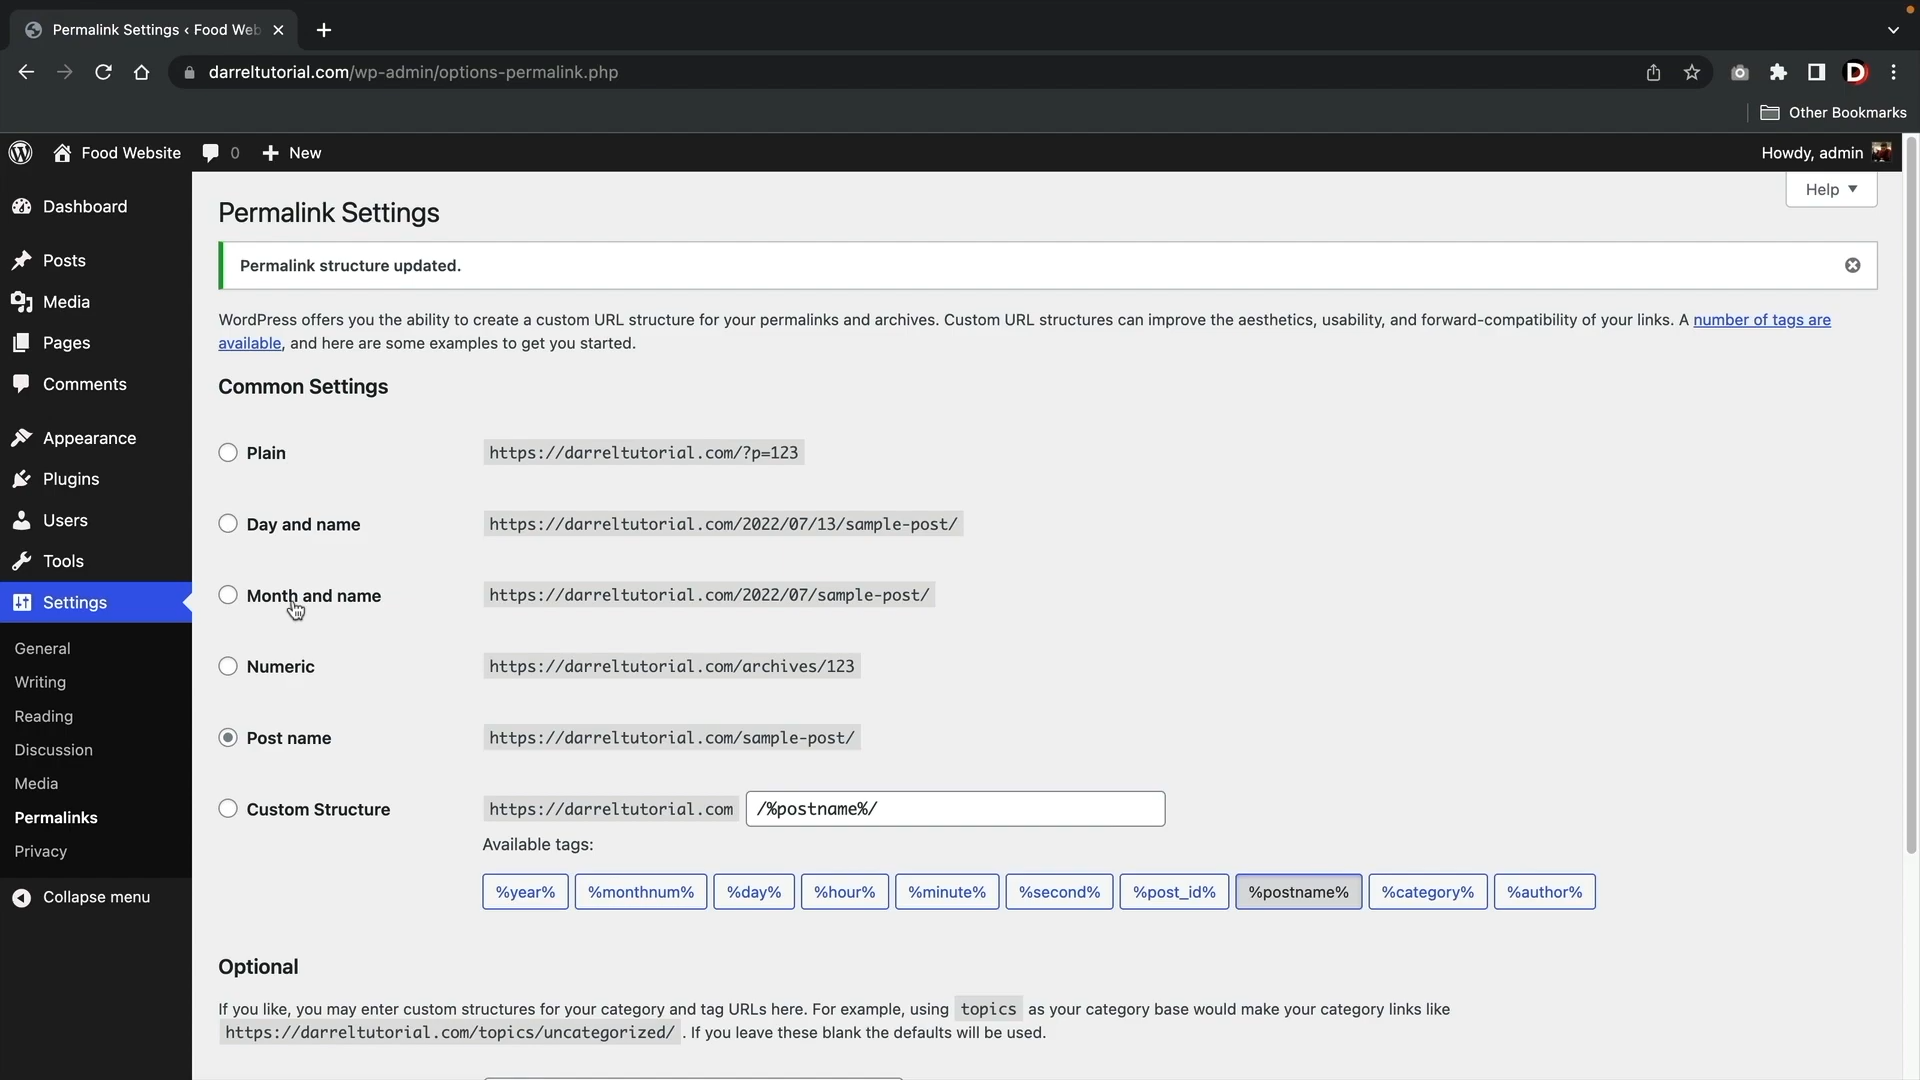 Permalink Settings ‹ Food Web
darreltutorial.com/wp-admin/options-permalink.php
Other Bookmarks
Food Website
0
New
Howdy, admin
Help
Dashboard
Posts
Media
Pages
Comments
Appearance
Plugins
Users
Tools
Settings
General
Writing
Reading
Discussion
Media
Permalinks
Privacy
Collapse menu
Permalink Settings
Permalink structure updated.
WordPress offers you the ability to create a custom URL structure for your permalinks and archives. Custom URL structures can improve the aesthetics, usability, and forward-compatibility of your links. A number of tags are
available, and here are some examples to get you started.
Common Settings
Plain https://darreltutorial.com/?p=123
Day and name https://darreltutorial.com/2022/07/13/sample-post/
Month and name https://darreltutorial.com/2022/07/sample-post/
Numeric https://darreltutorial.com/archives/123
Post name https://darreltutorial.com/sample-post/
Custom Structure https://darreltutorial.com /%postname%/
Available tags:
%year% %monthnum% %day% %hour% %minute% %second% %post_id% %postname% %category% %author%
Optional
If you like, you may enter custom structures for your category and tag URLs here. For example, using topics as your category base would make your category links like
https://darreltutorial.com/topics/uncategorized/ . If you leave these blank the defaults will be used.